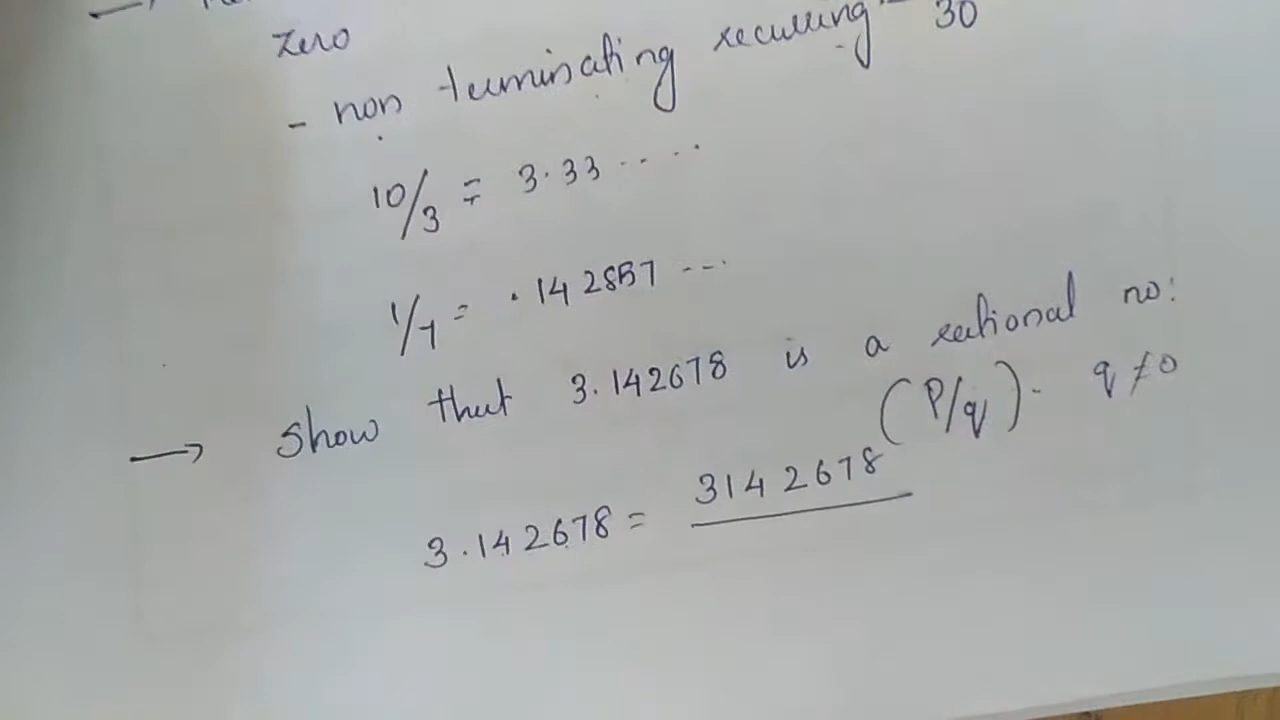 zero
- non terminating recurring 30
10/3 = 3.33 .....
1/7 = .142857 ...
→ show that 3.142678 is a rational no:
(P/q). q ≠ 0
3.142678 = 3142678